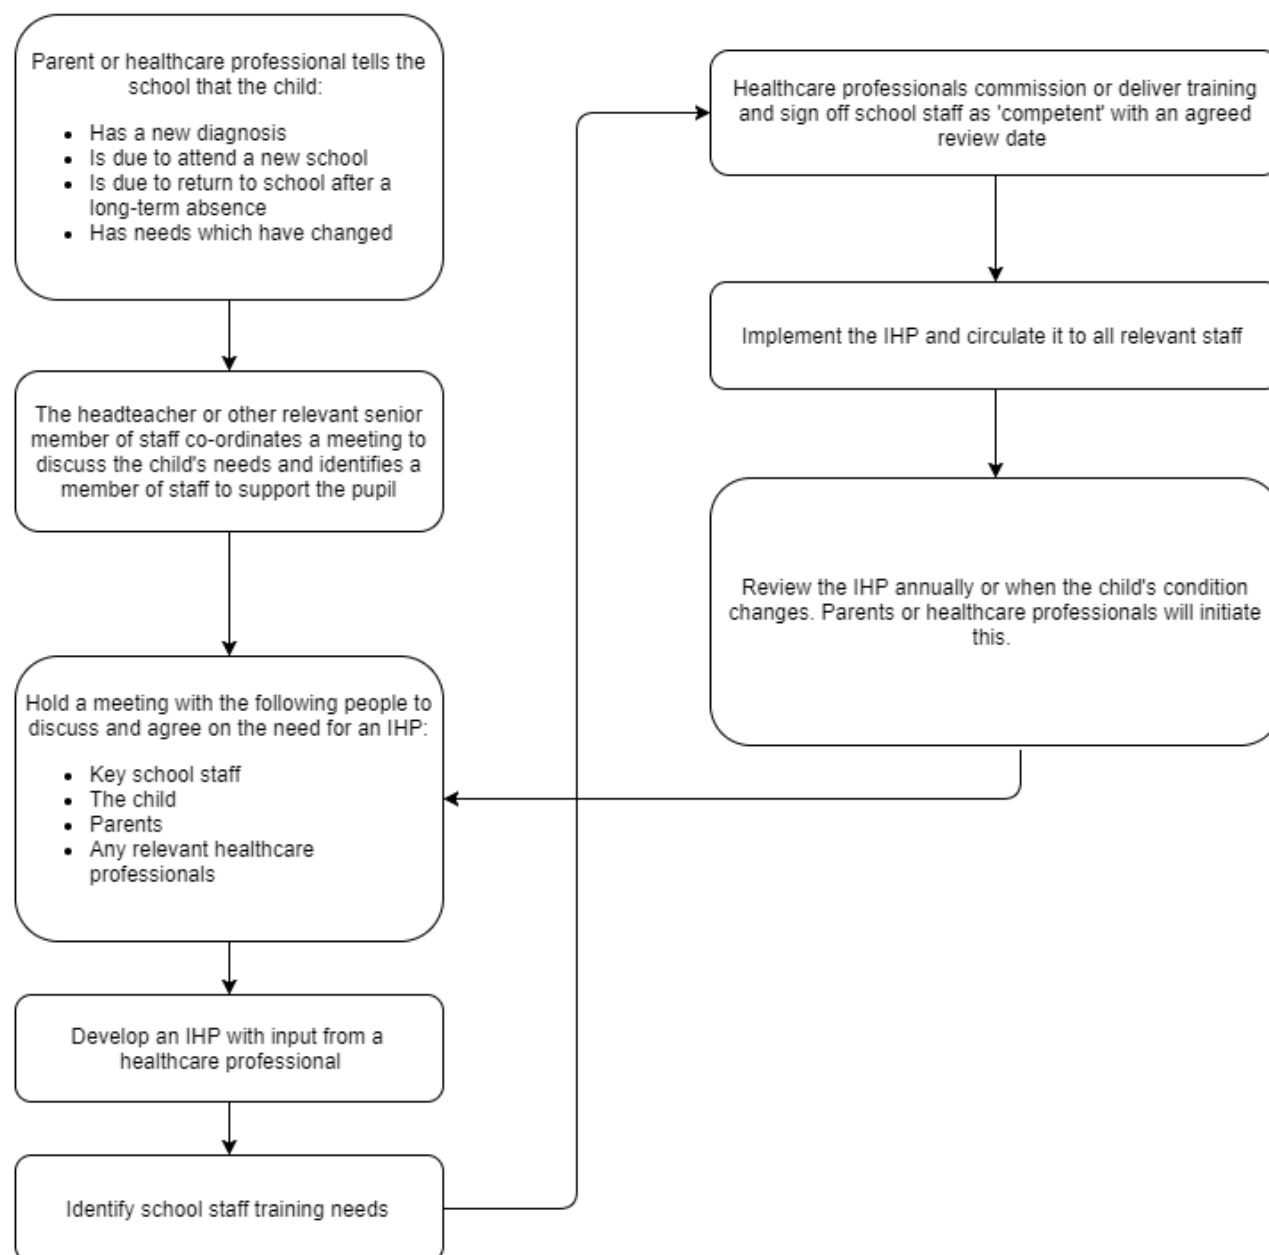 Parent or healthcare professional tells the
school that the child:
• Has a new diagnosis
• Is due to attend a new school
• Is due to return to school after a
long-term absence
• Has needs which have changed
The headteacher or other relevant senior
member of staff co-ordinates a meeting to
discuss the child's needs and identifies a
member of staff to support the pupil
Hold a meeting with the following people to
discuss and agree on the need for an IHP:
• Key school staff
• The child
• Parents
• Any relevant healthcare
professionals
Develop an IHP with input from a
healthcare professional
Identify school staff training needs
Healthcare professionals commission or deliver training
and sign off school staff as 'competent' with an agreed
review date
Implement the IHP and circulate it to all relevant staff
Review the IHP annually or when the child's condition
changes. Parents or healthcare professionals will initiate
this.